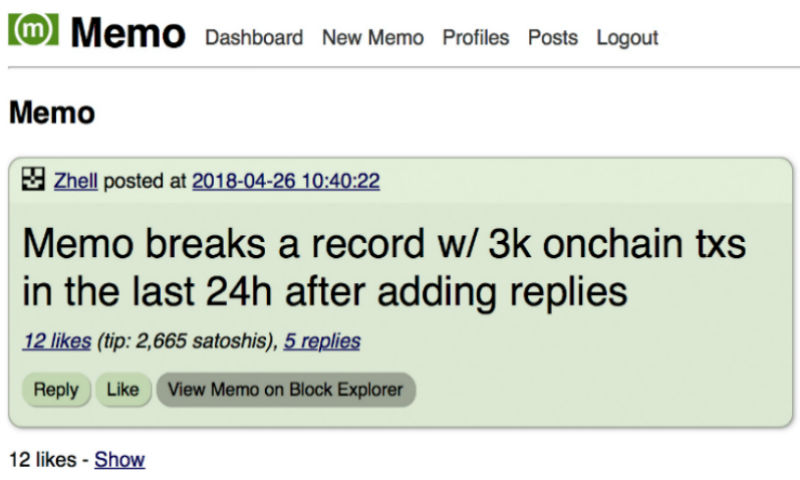 (m) Memo Dashboard New Memo Profiles Posts Logout
Memo
Zhell posted at 2018-04-26 10:40:22
Memo breaks a record w/ 3k onchain txs
in the last 24h after adding replies
12 likes (tip: 2,665 satoshis), 5 replies
Reply Like View Memo on Block Explorer
12 likes - Show